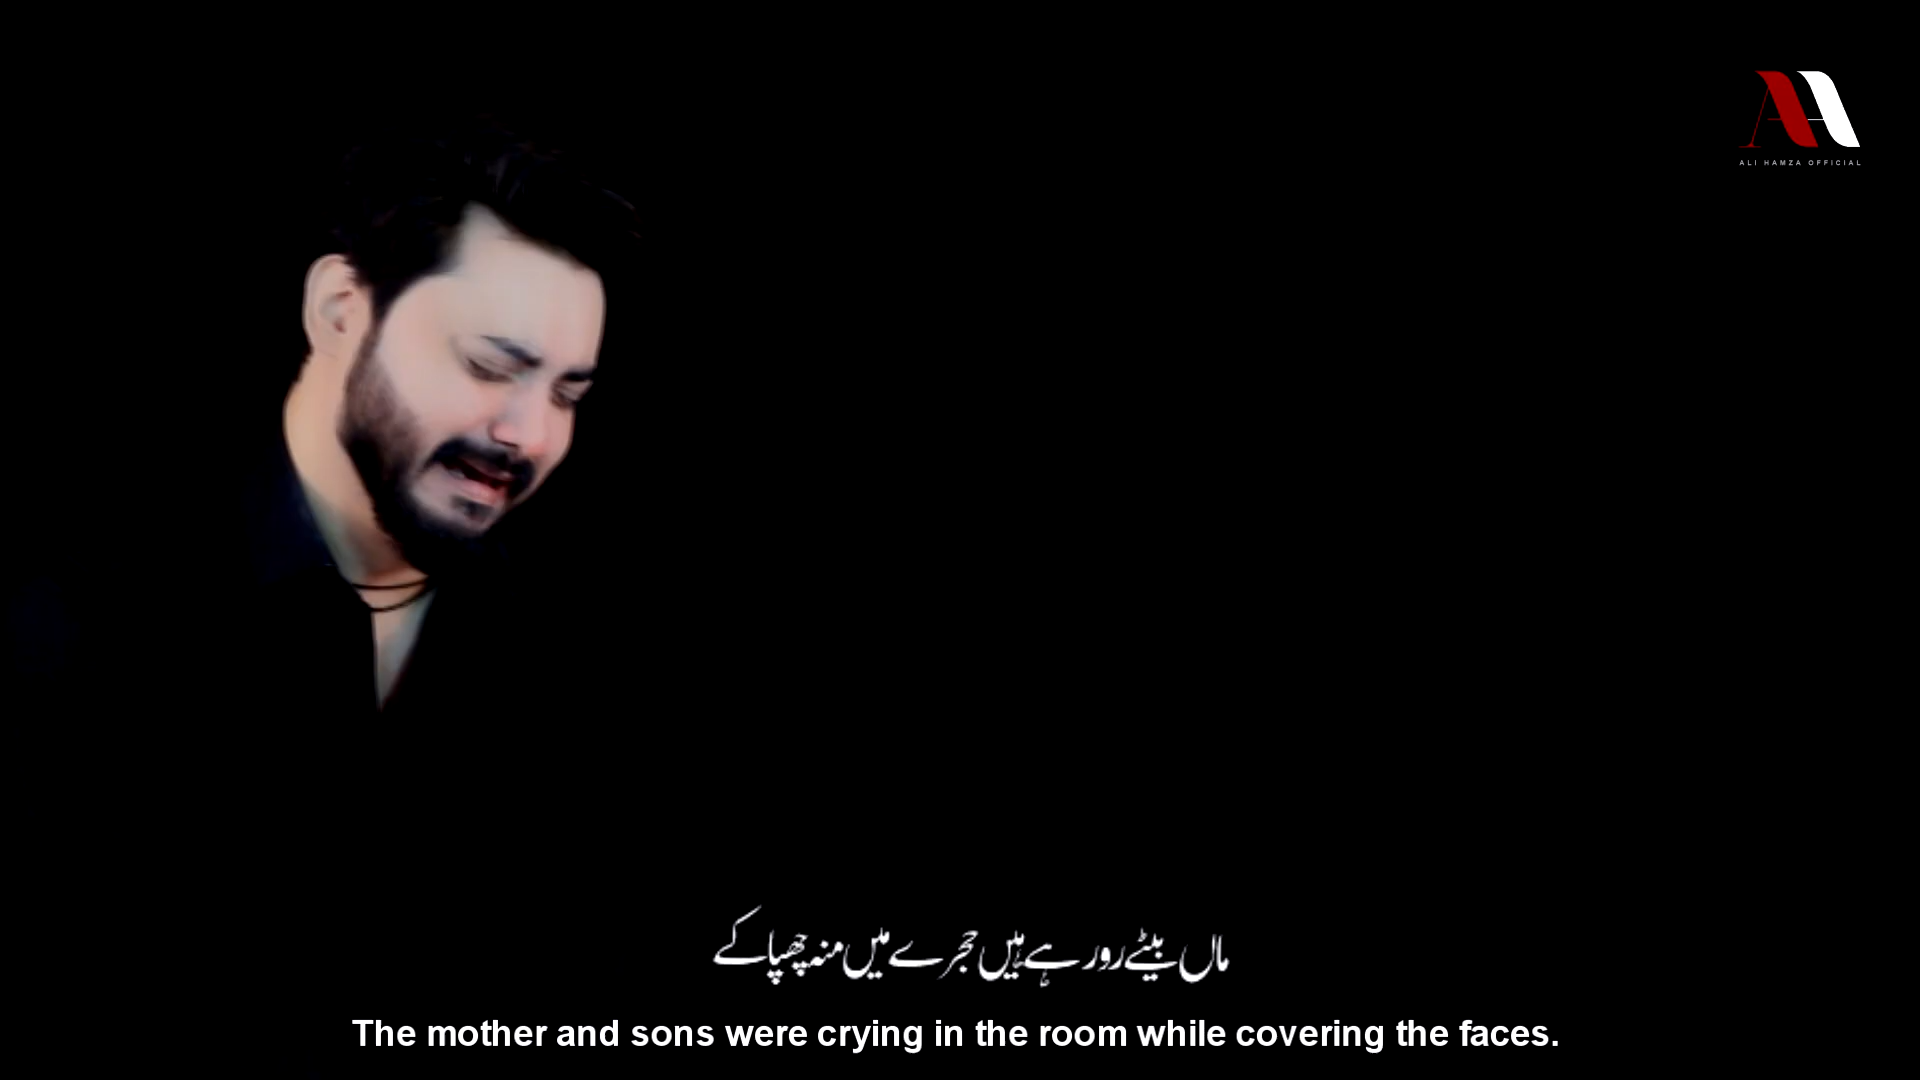 ALI HAMZA OFFICIAL
ماں بیٹے رو رہے ہیں حجرے میں منہ چھپا کے
The mother and sons were crying in the room while covering the faces.